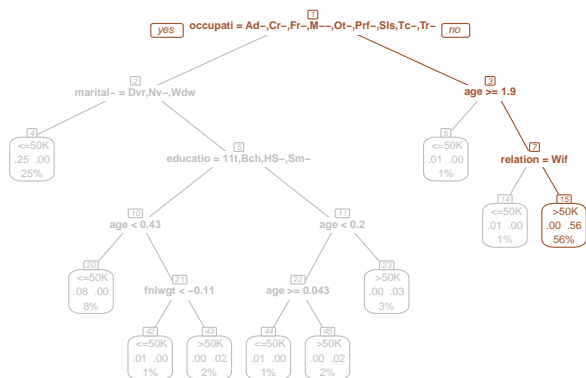 1
yes occupati = Ad-,Cr-,Fr-,M--,Ot-,Prf-,Sls,Tc-,Tr- no
2
marital- = Dvr,Nv-,Wdw
3
age >= 1.9
4
<=50K
.25 .00
25%
5
educatio = 11t,Bch,HS-,Sm-
6
<=50K
.01 .00
1%
7
relation = Wif
10
age < 0.43
11
age < 0.2
14
<=50K
.01 .00
1%
15
>50K
.00 .56
56%
20
<=50K
.08 .00
8%
21
fnlwgt < -0.11
22
age >= 0.043
23
>50K
.00 .03
3%
42
<=50K
.01 .00
1%
43
>50K
.00 .02
2%
44
<=50K
.01 .00
1%
45
>50K
.00 .02
2%